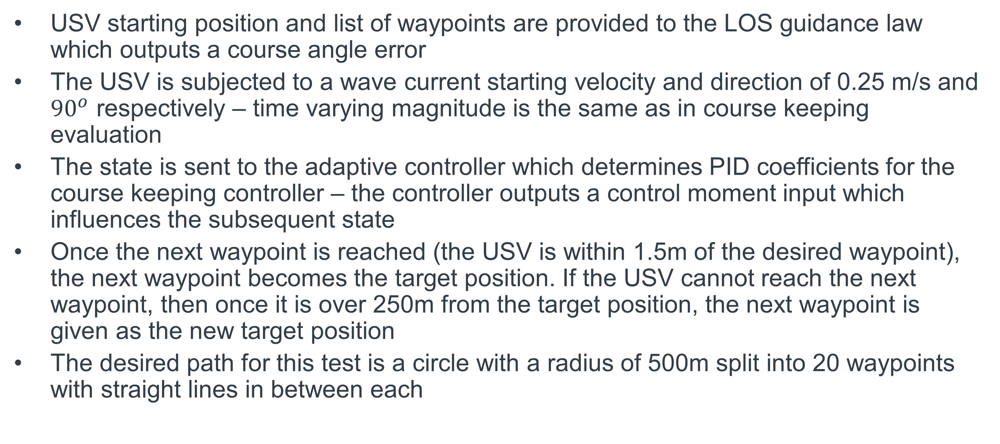 • USV starting position and list of waypoints are provided to the LOS guidance law
which outputs a course angle error
• The USV is subjected to a wave current starting velocity and direction of 0.25 m/s and
90ᵒ respectively – time varying magnitude is the same as in course keeping
evaluation
• The state is sent to the adaptive controller which determines PID coefficients for the
course keeping controller – the controller outputs a control moment input which
influences the subsequent state
• Once the next waypoint is reached (the USV is within 1.5m of the desired waypoint),
the next waypoint becomes the target position. If the USV cannot reach the next
waypoint, then once it is over 250m from the target position, the next waypoint is
given as the new target position
• The desired path for this test is a circle with a radius of 500m split into 20 waypoints
with straight lines in between each